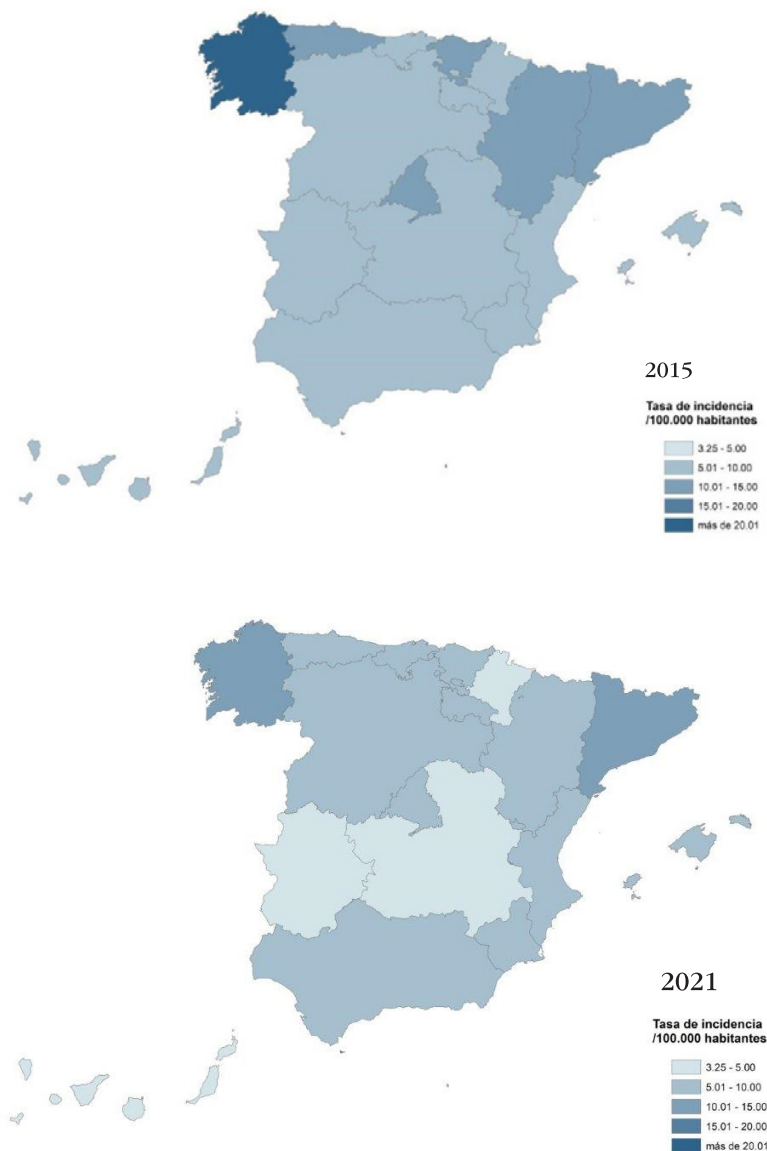 2015
Tasa de incidencia
/100.000 habitantes
3.25 - 5.00
5.01 - 10.00
10.01 - 15.00
15.01 - 20.00
más de 20.01
2021
Tasa de incidencia
/100.000 habitantes
3.25 - 5.00
5.01 - 10.00
10.01 - 15.00
15.01 - 20.00
más de 20.01